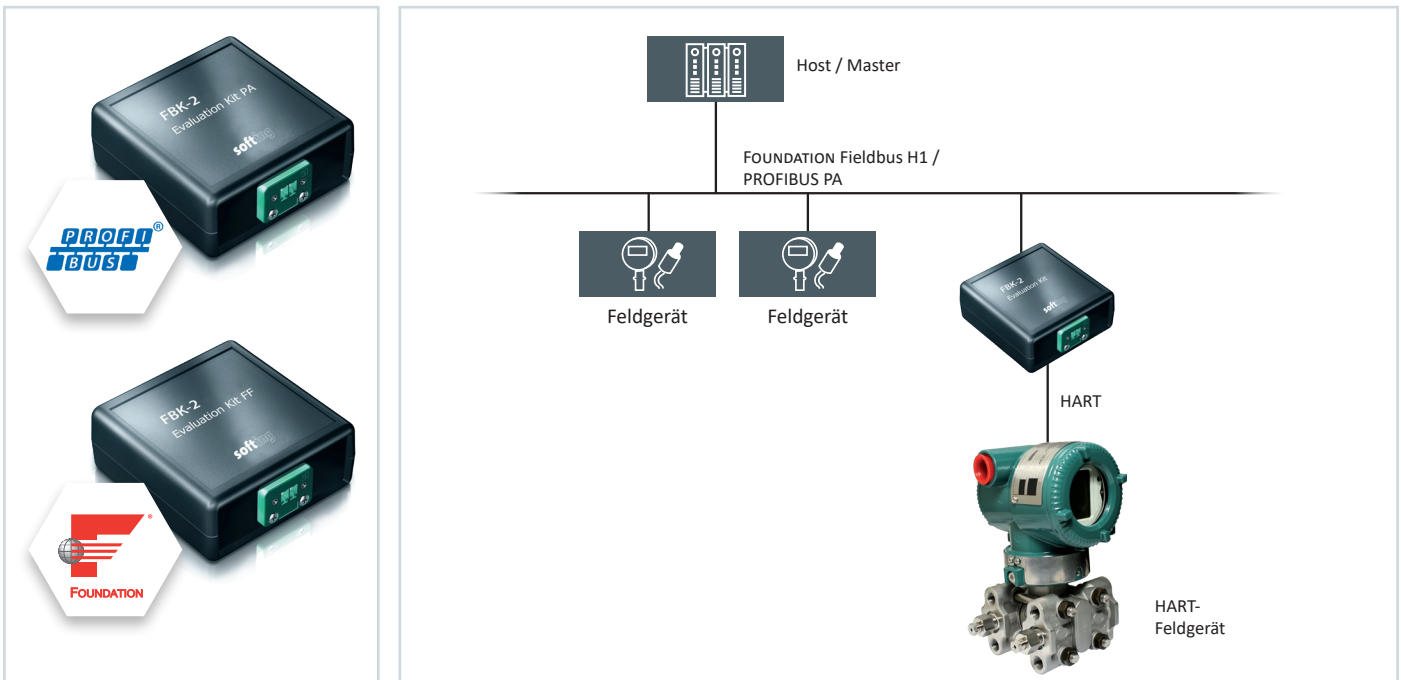 FBK-2
Evaluation Kit PA
softing
PROFI
BUS
®
FBK-2
Evaluation Kit FF
softing
®
FOUNDATION
Host / Master
FOUNDATION Fieldbus H1 /
PROFIBUS PA
Feldgerät
Feldgerät
FBK-2
Evaluation Kit
softing
HART
HART-
Feldgerät